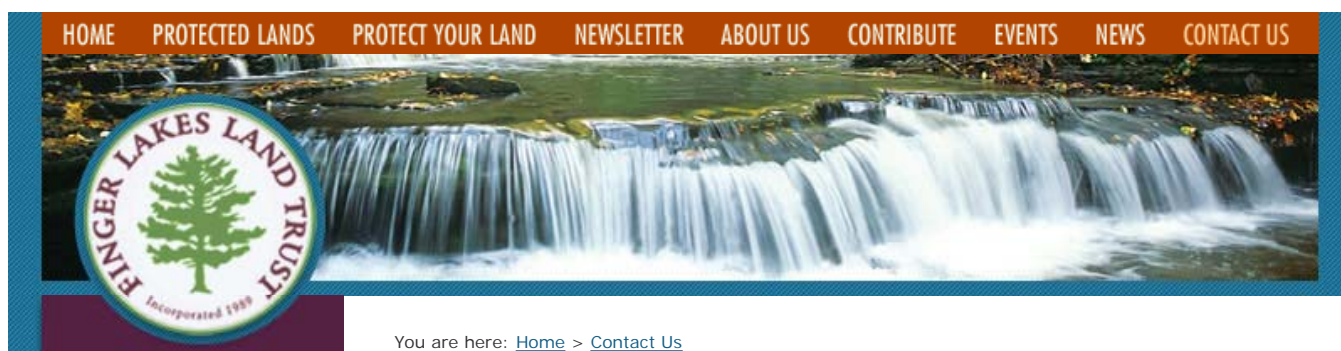 HOME PROTECTED LANDS PROTECT YOUR LAND NEWSLETTER ABOUT US CONTRIBUTE EVENTS NEWS CONTACT US
FINGER LAKES LAND TRUST
Incorporated 1989
You are here: Home > Contact Us